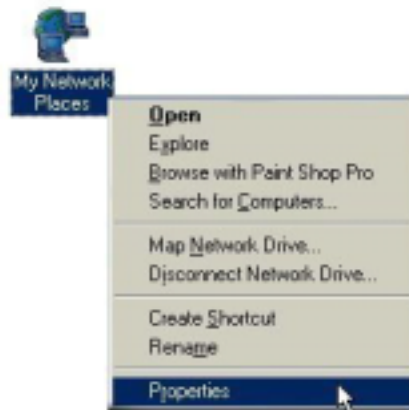 My Network
Places
Open
Explore
Browse with Paint Shop Pro
Search for Computers...
Map Network Drive...
Disconnect Network Drive...
Create Shortcut
Rename
Properties